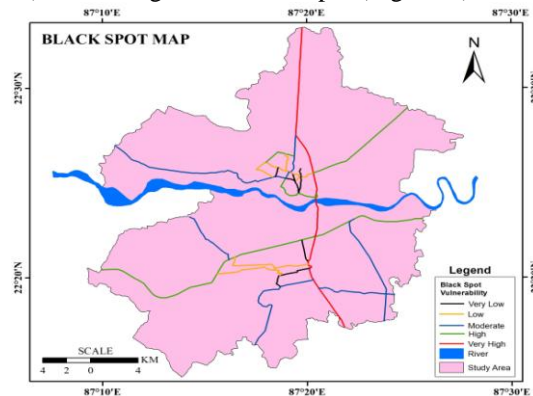 87°10'E 87°20'E 87°30'E
BLACK SPOT MAP
N
22°30'N
22°20'N
Legend
Black Spot
Vulnerability
Very Low
Low
Moderate
High
Very High
River
Study Area
SCALE
4 2 0 4 KM
87°10'E 87°20'E 87°30'E